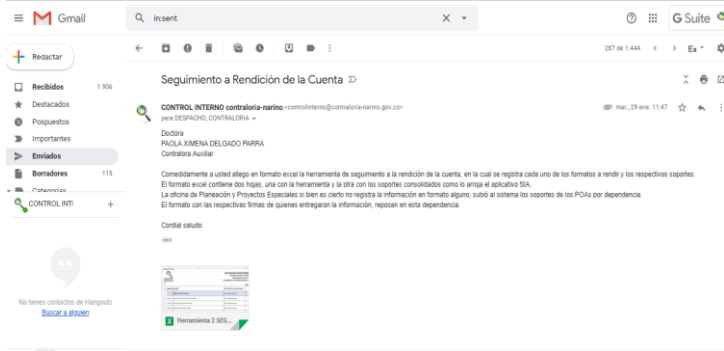 Gmail
in:sent
G Suite
Redactar
287 de 1.444
Es
Recibidos 1.906
Destacados
Pospuestos
Importantes
Enviados
Borradores 115
Categorías
CONTROL INTI
No tienes contactos de Hangouts
Buscar a alguien
Seguimiento a Rendición de la Cuenta
CONTROL INTERNO contraloria-narino <controlinterno@contraloria-narino.gov.co>
mar., 29 ene. 11:47
para DESPACHO, CONTRALORIA
Doctora
PAOLA XIMENA DELGADO PARRA
Contralora Auxiliar
Comedidamente a usted allego en formato excel la herramienta de seguimiento a la rendición de la cuenta, en la cual se registra cada uno de los formatos a rendir y los respectivos soportes.
El formato excel contiene dos hojas, una con la herramienta y la otra con los soportes consolidados como lo arroja el aplicativo SIA.
La oficina de Planeación y Proyectos Especiales si bien es cierto no registra la información en formato alguno, subió al sistema los soportes de los POAs por dependencia.
El formato con las respectivas firmas de quienes entregaron la información, reposan en esta dependencia.
Cordial saludo.
Herramienta 2 SEG...